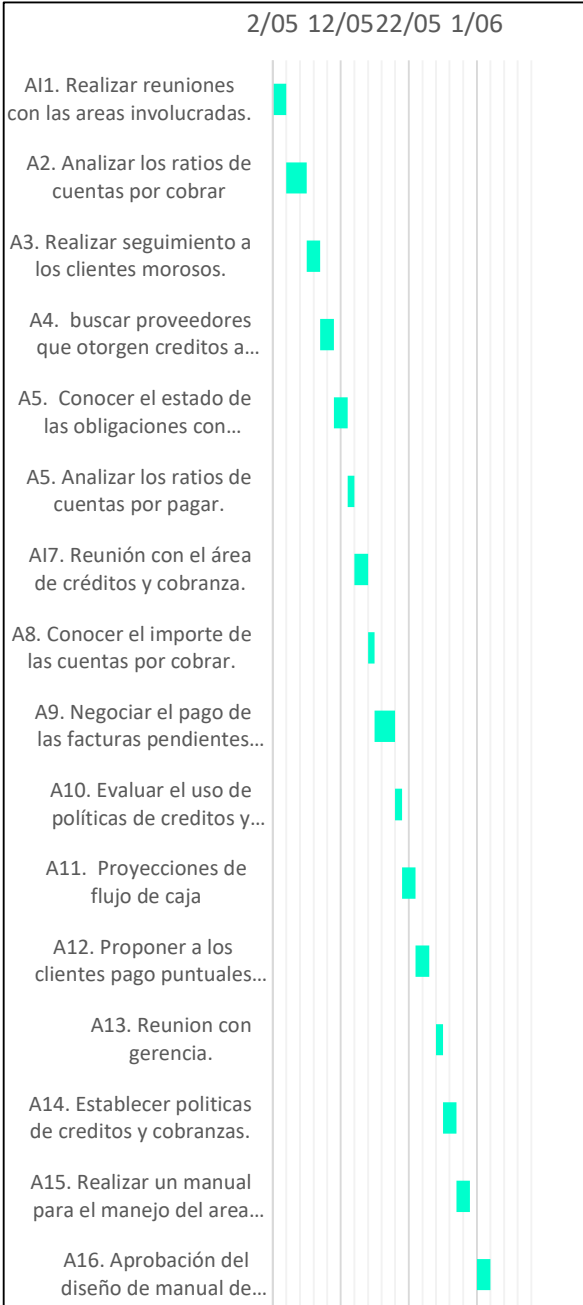 2/05 12/05 22/05 1/06
AI1. Realizar reuniones
con las areas involucradas.
A2. Analizar los ratios de
cuentas por cobrar
A3. Realizar seguimiento a
los clientes morosos.
A4.  buscar proveedores
que otorgen creditos a...
A5.  Conocer el estado de
las obligaciones con...
A5. Analizar los ratios de
cuentas por pagar.
AI7. Reunión con el área
de créditos y cobranza.
A8. Conocer el importe de
las cuentas por cobrar.
A9. Negociar el pago de
las facturas pendientes...
A10. Evaluar el uso de
políticas de creditos y...
A11.  Proyecciones de
flujo de caja
A12. Proponer a los
clientes pago puntuales...
A13. Reunion con
gerencia.
A14. Establecer politicas
de creditos y cobranzas.
A15. Realizar un manual
para el manejo del area...
A16. Aprobación del
diseño de manual de...